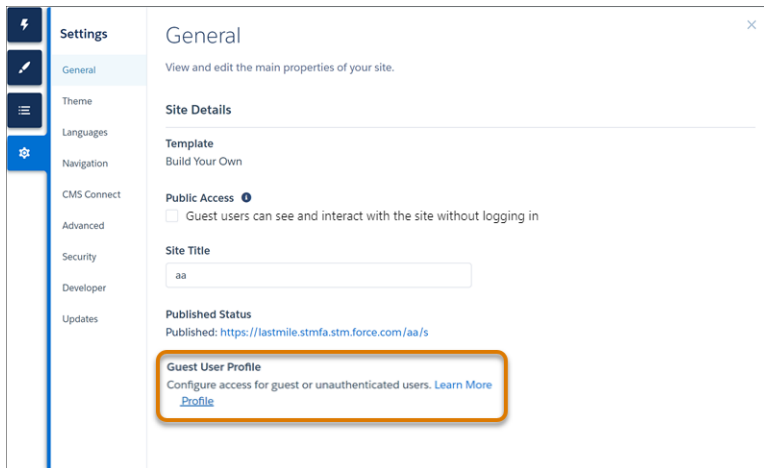 Settings
General
Theme
Languages
Navigation
CMS Connect
Advanced
Security
Developer
Updates
General
View and edit the main properties of your site.
Site Details
Template
Build Your Own
Public Access
Guest users can see and interact with the site without logging in
Site Title
aa
Published Status
Published: https://lastmile.stmfa.stm.force.com/aa/s
Guest User Profile
Configure access for guest or unauthenticated users. Learn More
Profile